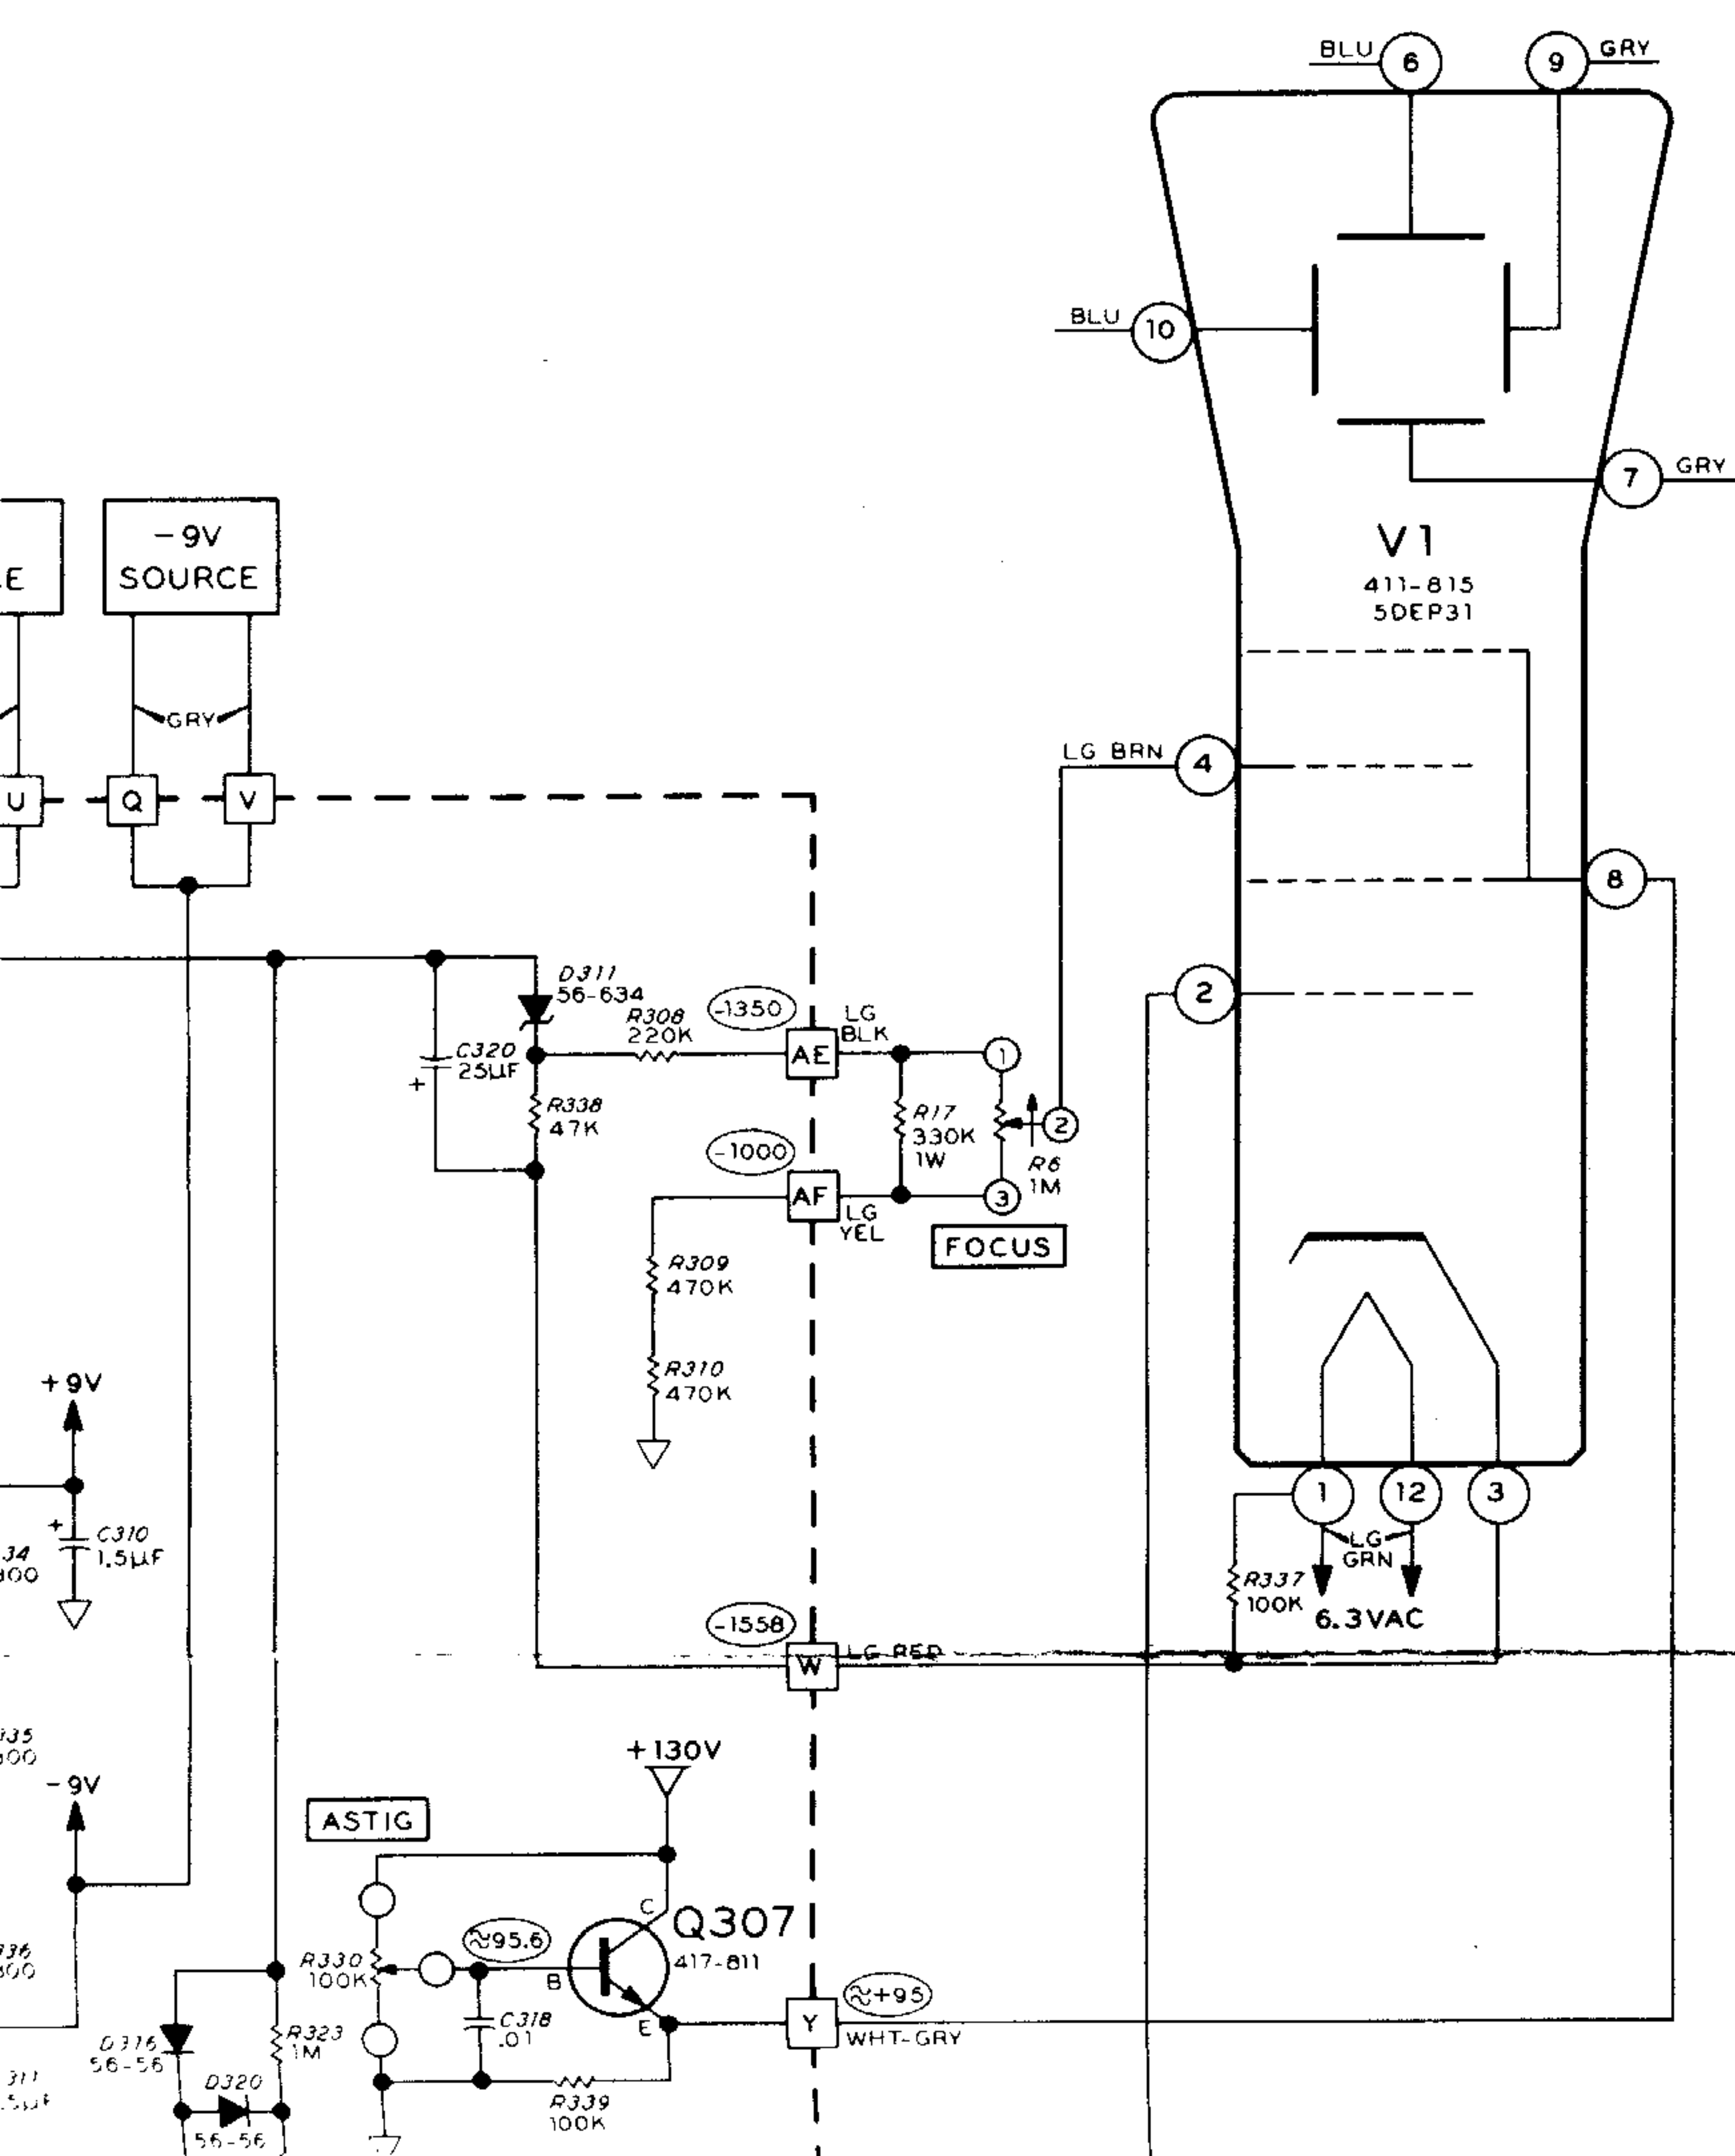 BLU
6
9
GRY
BLU
10
7
GRY
V1
411-815
5DEP31
-9V
SOURCE
E
GRY
U
Q
V
LG BRN
4
8
2
D311
56-634
-1350
R308
220K
LG
BLK
AE
1
C320
25µF
+
R338
47K
R17
330K
1W
2
-1000
R6
1M
AF
3
LG
YEL
FOCUS
R309
470K
R310
470K
+9V
1
12
3
+
C310
1.5µF
LG
GRN
R337
100K
6.3VAC
-1558
W
LG RED
+130V
-9V
ASTIG
C
Q307
417-811
≈95.6
B
R330
100K
≈+95
C318
.01
E
Y
WHT-GRY
D316
56-56
R323
1M
D320
56-56
R339
100K